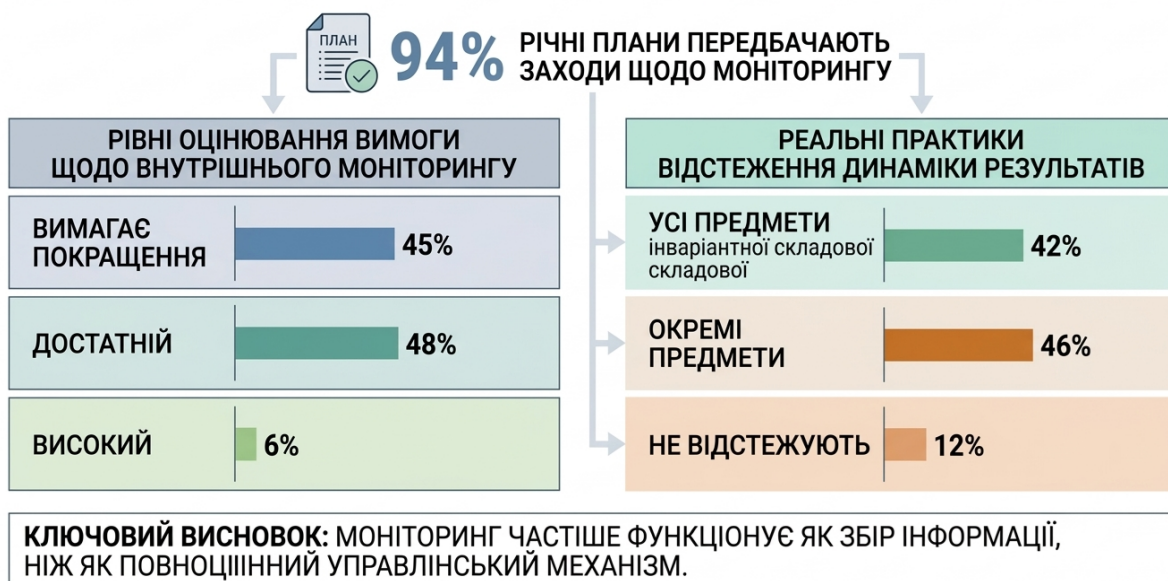 ПЛАН
94%
РІЧНІ ПЛАНИ ПЕРЕДБАЧАЮТЬ
ЗАХОДИ ЩОДО МОНІТОРИНГУ
РІВНІ ОЦІНЮВАННЯ ВИМОГИ
ЩОДО ВНУТРІШНЬОГО МОНІТОРИНГУ
ВИМАГАЄ
ПОКРАЩЕННЯ
45%
ДОСТАТНІЙ
48%
ВИСОКИЙ
6%
РЕАЛЬНІ ПРАКТИКИ
ВІДСТЕЖЕННЯ ДИНАМІКИ РЕЗУЛЬТАТІВ
УСІ ПРЕДМЕТИ
інваріантної складової
складової
42%
ОКРЕМІ
ПРЕДМЕТИ
46%
НЕ ВІДСТЕЖУЮТЬ
12%
КЛЮЧОВИЙ ВИСНОВОК: МОНІТОРИНГ ЧАСТІШЕ ФУНКЦІОНУЄ ЯК ЗБІР ІНФОРМАЦІЇ,
НІЖ ЯК ПОВНОЦІІІННИЙ УПРАВЛІНСЬКИЙ МЕХАНІЗМ.